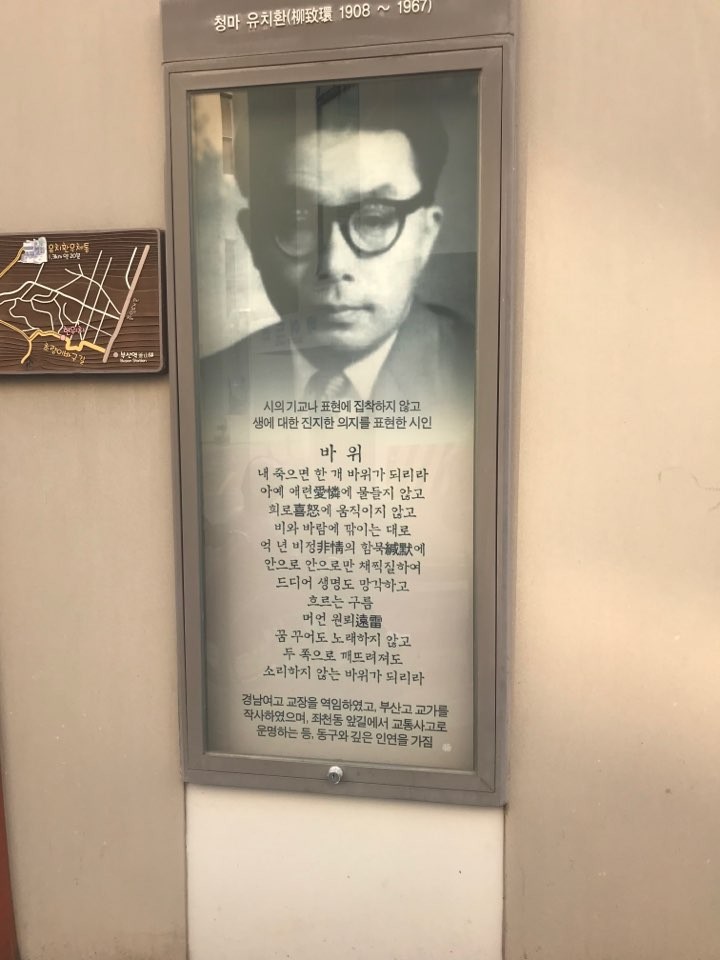 청마 유치환(柳致環 1908 ~ 1967)
시의 기교나 표현에 집착하지 않고
생에 대한 진지한 의지를 표현한 시인
바 위
내 죽으면 한 개 바위가 되리라
아예 애련愛憐에 물들지 않고
희로喜怒에 움직이지 않고
비와 바람에 깎이는 대로
억 년 비정非情의 함묵緘默에
안으로 안으로만 채찍질하여
드디어 생명도 망각하고
흐르는 구름
머언 원뢰遠雷
꿈 꾸어도 노래하지 않고
두 쪽으로 깨뜨려져도
소리하지 않는 바위가 되리라
경남여고 교장을 역임하였고, 부산고 교가를
작사하였으며, 좌천동 앞길에서 교통사고로
운명하는 등, 동구와 깊은 인연을 가짐
유치환우체통
부산역
Busan Station